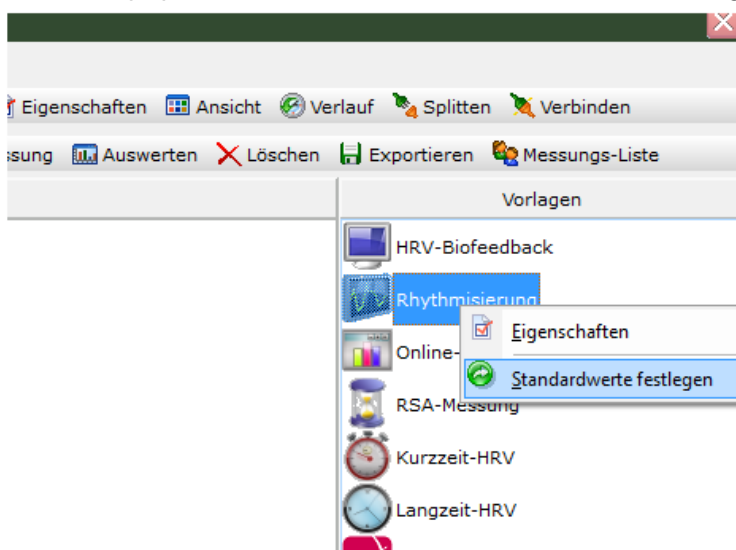 Eigenschaften Ansicht Verlauf Splitten Verbinden
ssung Auswerten Löschen Exportieren Messungs-Liste
Vorlagen
HRV-Biofeedback
Rhythmisierung
Eigenschaften
Online-
Standardwerte festlegen
RSA-Messung
Kurzzeit-HRV
Langzeit-HRV